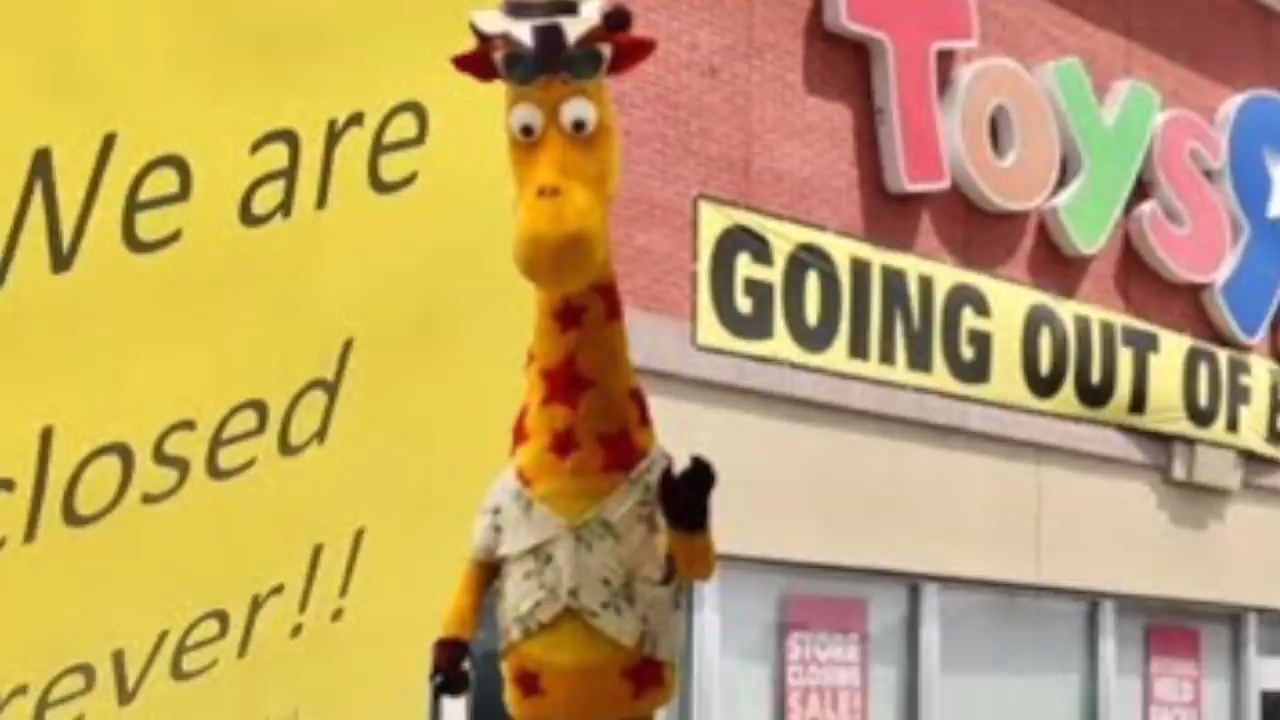 We are
closed
rever!!
TOYS
GOING OUT OF
STORE
CLOSING
SALE!